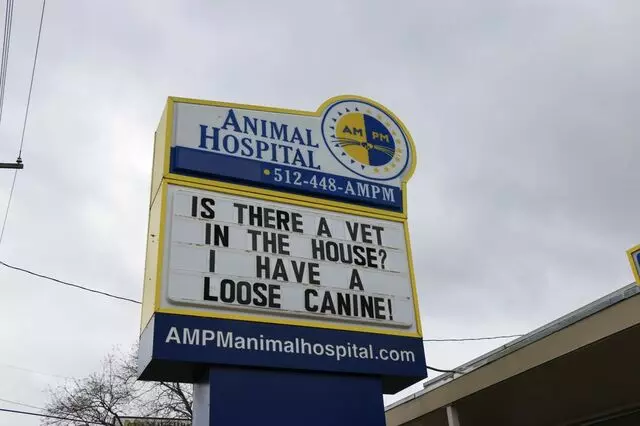 ANIMAL
HOSPITAL
AM PM
512-448-AMPM
IS THERE A VET
IN THE HOUSE?
I HAVE A
LOOSE CANINE!
AMPManimalhospital.com